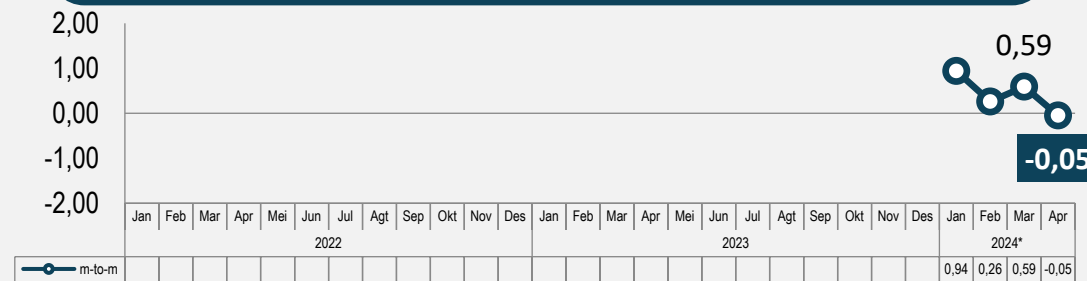 2,00
1,00
0,00
-1,00
-2,00
0,59
-0,05
Jan Feb Mar Apr Mei Jun Jul Agt Sep Okt Nov Des Jan Feb Mar Apr Mei Jun Jul Agt Sep Okt Nov Des Jan Feb Mar Apr
2022 2023 2024*
m-to-m 0,94 0,26 0,59 -0,05